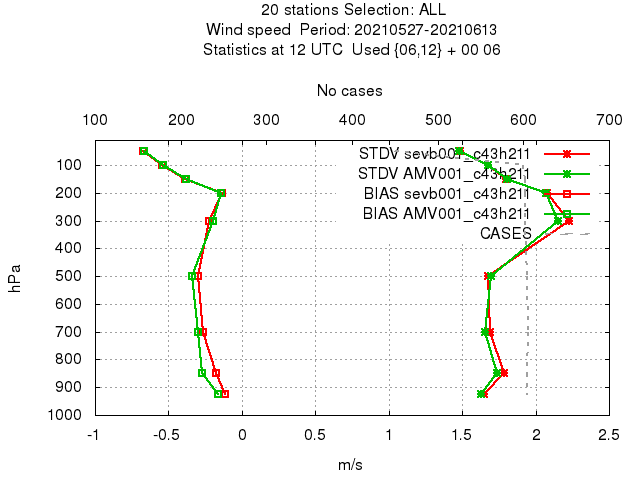 20 stations Selection: ALL
Wind speed  Period: 20210527-20210613
Statistics at 12 UTC  Used {06,12} + 00 06
No cases
100 200 300 400 500 600 700
STDV sevb001_c43h211
STDV AMV001_c43h211
BIAS sevb001_c43h211
BIAS AMV001_c43h211
CASES
100
200
300
400
500
600
700
800
900
1000
hPa
-1 -0.5 0 0.5 1 1.5 2 2.5
m/s